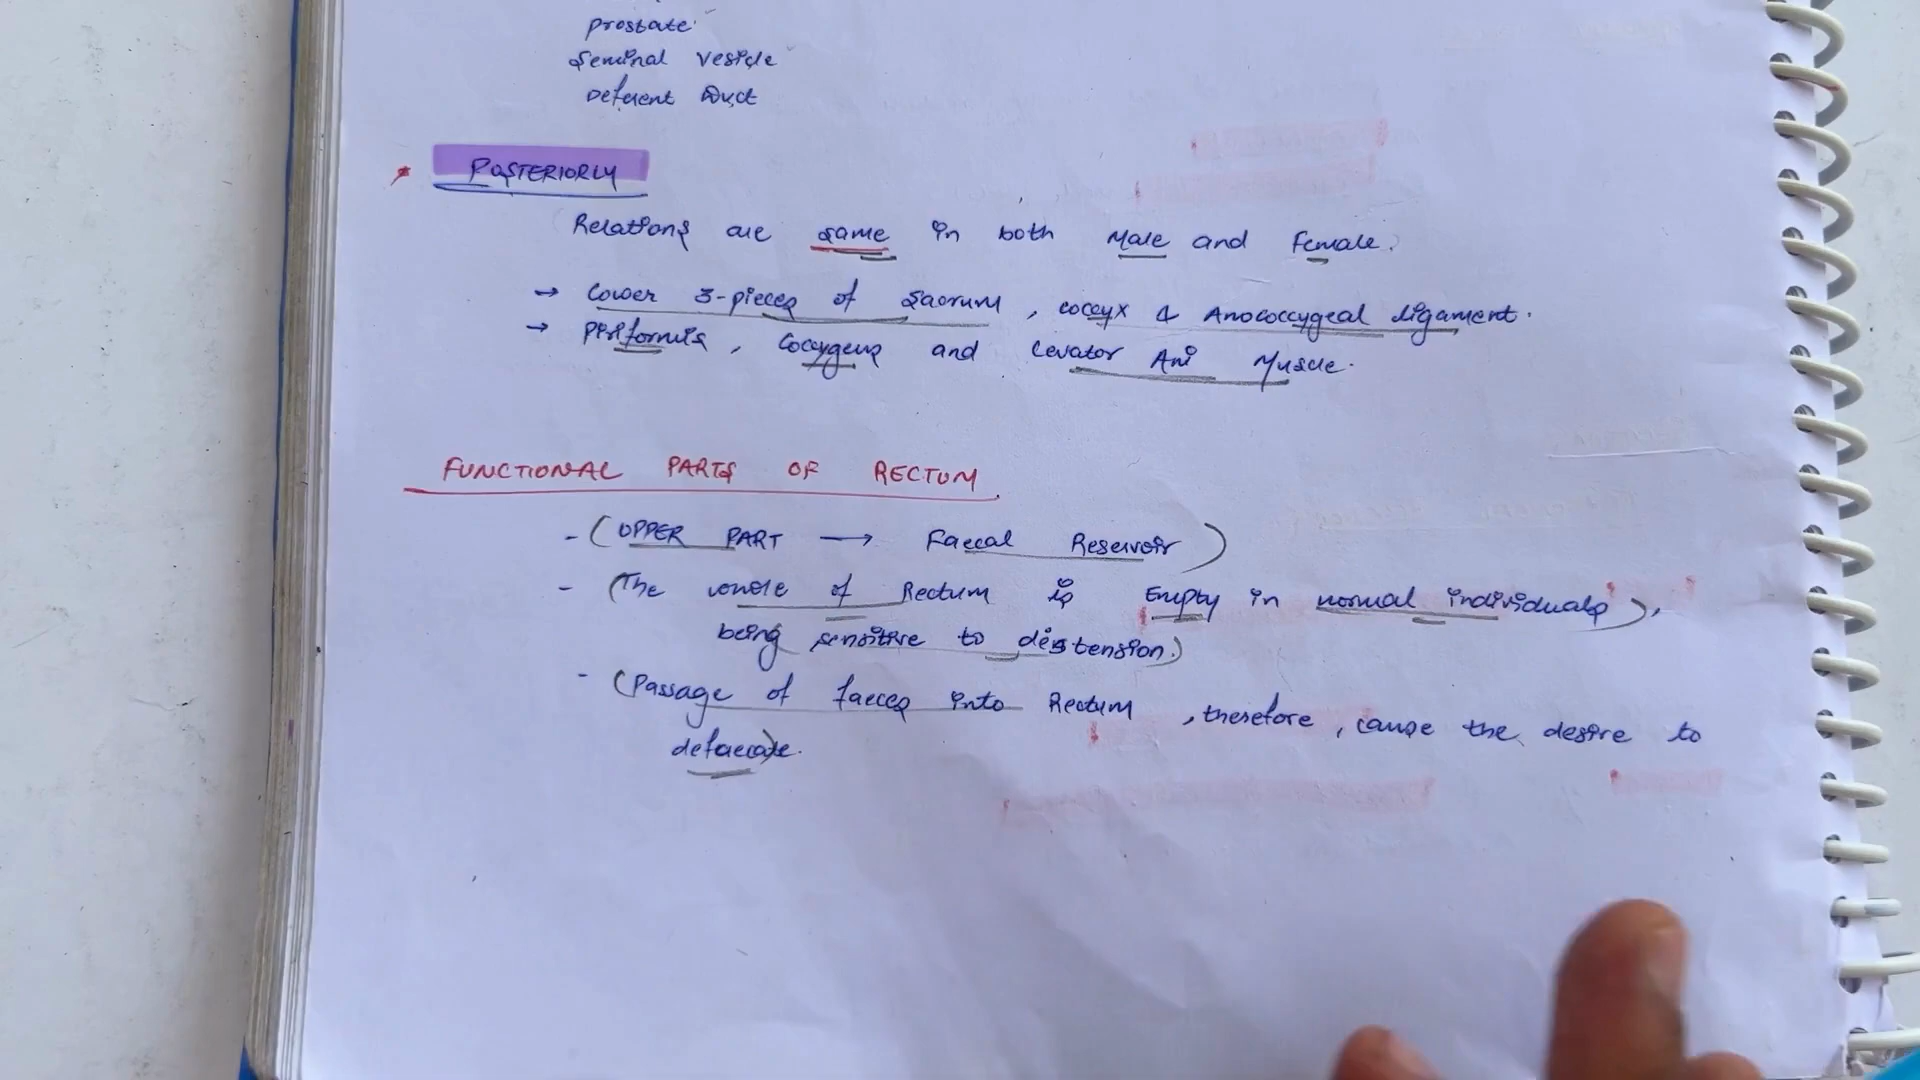 prostate
Seminal vesicle
Deferent Duct
POSTERIORLY
Relations are same in both Male and Female.
→ Lower 3-pieces of Sacrum, coccyx & Anococcygeal ligament.
→ Piriformis, Coccygeus and Levator Ani Muscle.
FUNCTIONAL PARTS OF RECTUM
- (UPPER PART → Faecal Reservoir)
- (The whole of Rectum is Empty in normal individuals),
being sensitive to distension.)
- (Passage of faeces into Rectum, therefore, cause the desire to
defaecate.